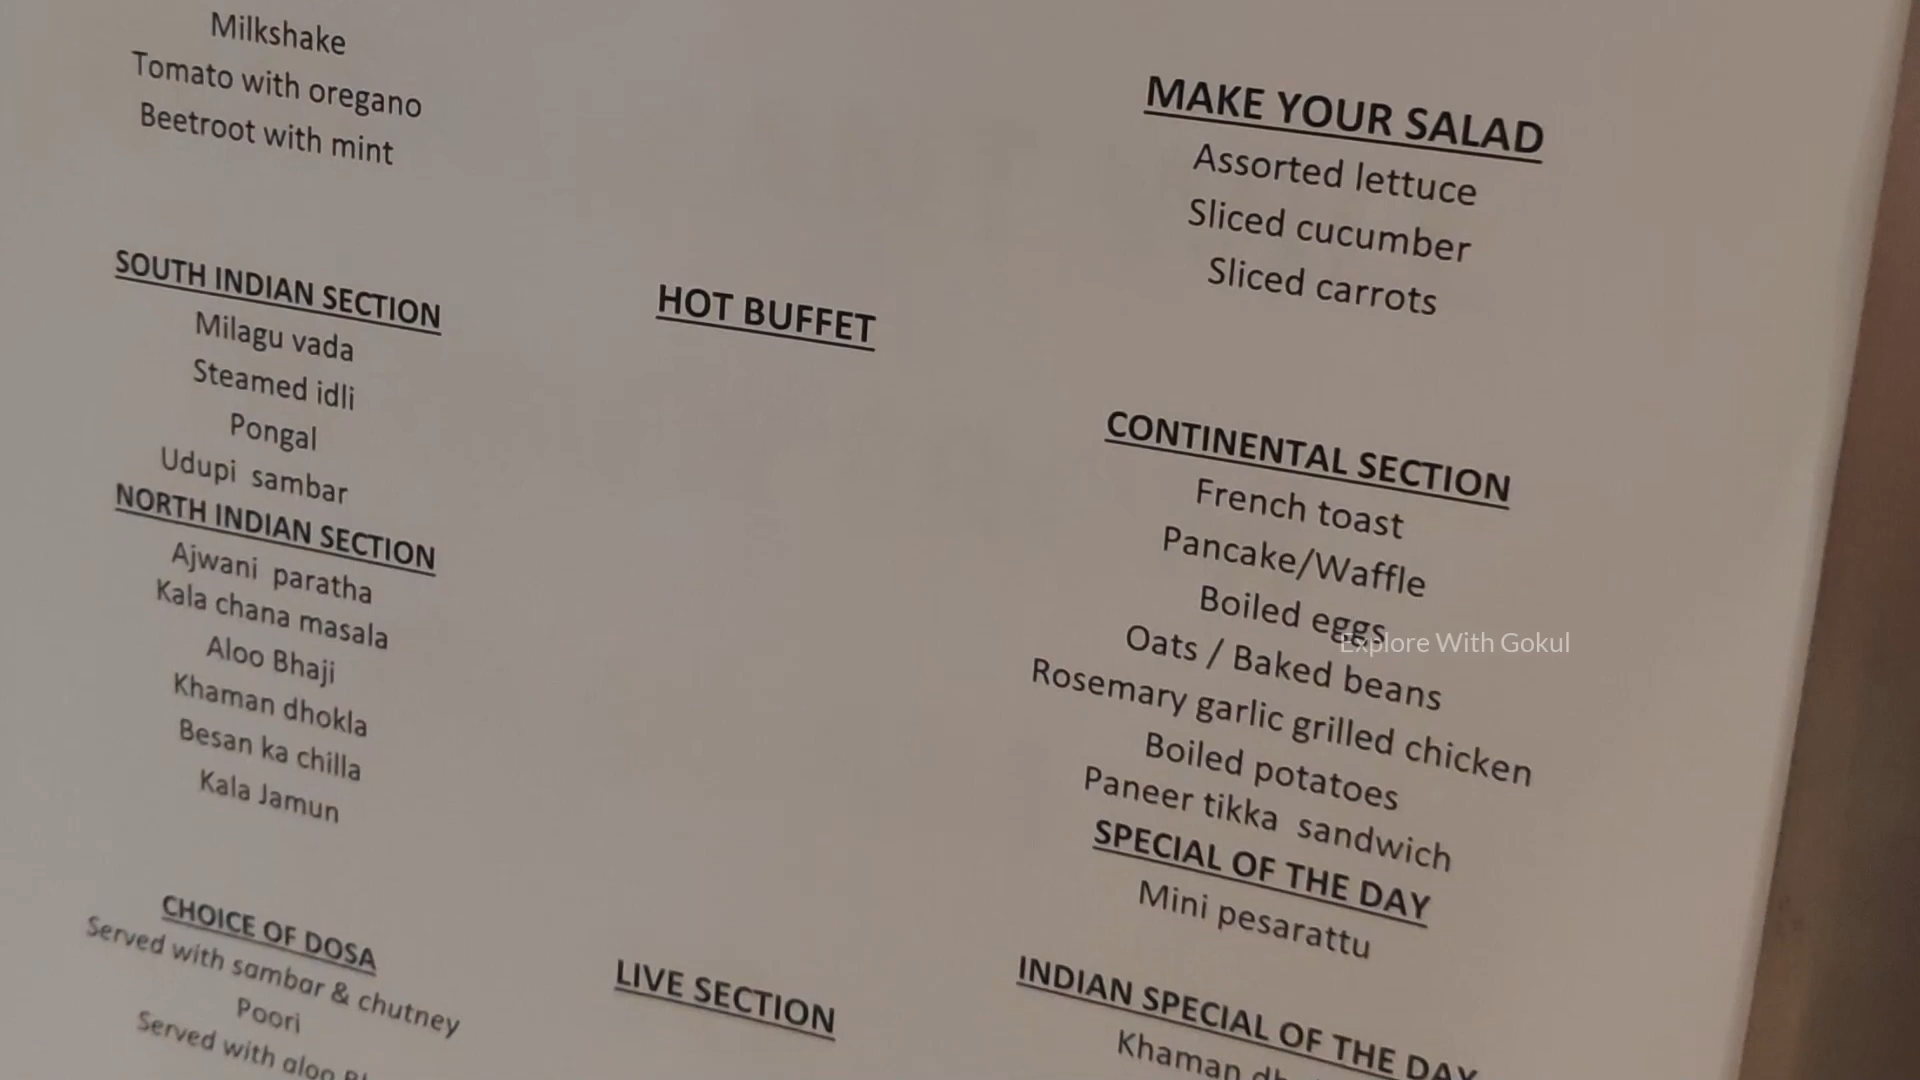 Milkshake
Tomato with oregano
Beetroot with mint
MAKE YOUR SALAD
Assorted lettuce
Sliced cucumber
Sliced carrots
SOUTH INDIAN SECTION
Milagu vada
Steamed idli
Pongal
Udupi sambar
HOT BUFFET
NORTH INDIAN SECTION
Ajwani paratha
Kala chana masala
Aloo Bhaji
Khaman dhokla
Besan ka chilla
Kala Jamun
CONTINENTAL SECTION
French toast
Pancake/Waffle
Boiled eggs
Explore With Gokul
Oats / Baked beans
Rosemary garlic grilled chicken
Boiled potatoes
Paneer tikka sandwich
SPECIAL OF THE DAY
Mini pesarattu
CHOICE OF DOSA
Served with sambar & chutney
Poori
Served with aloo
LIVE SECTION
INDIAN SPECIAL OF THE DAY
Khaman